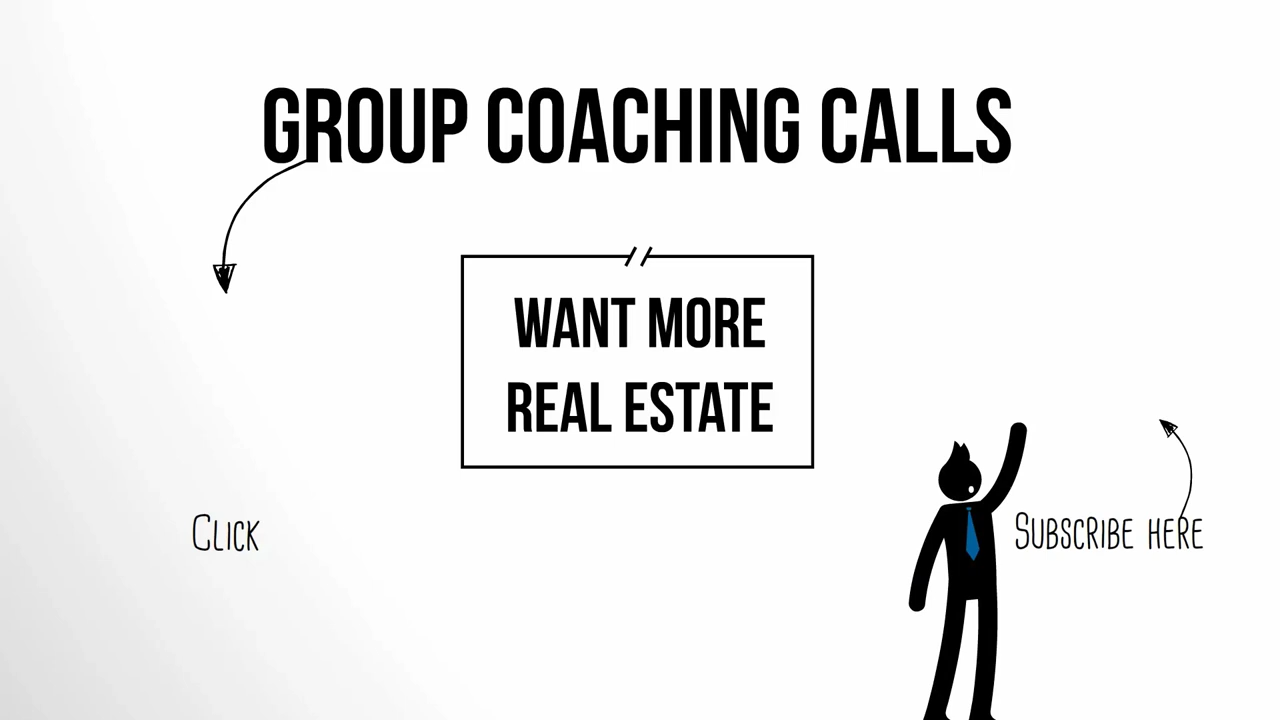 GROUP COACHING CALLS
WANT MORE
REAL ESTATE
CLICK
SUBSCRIBE HERE